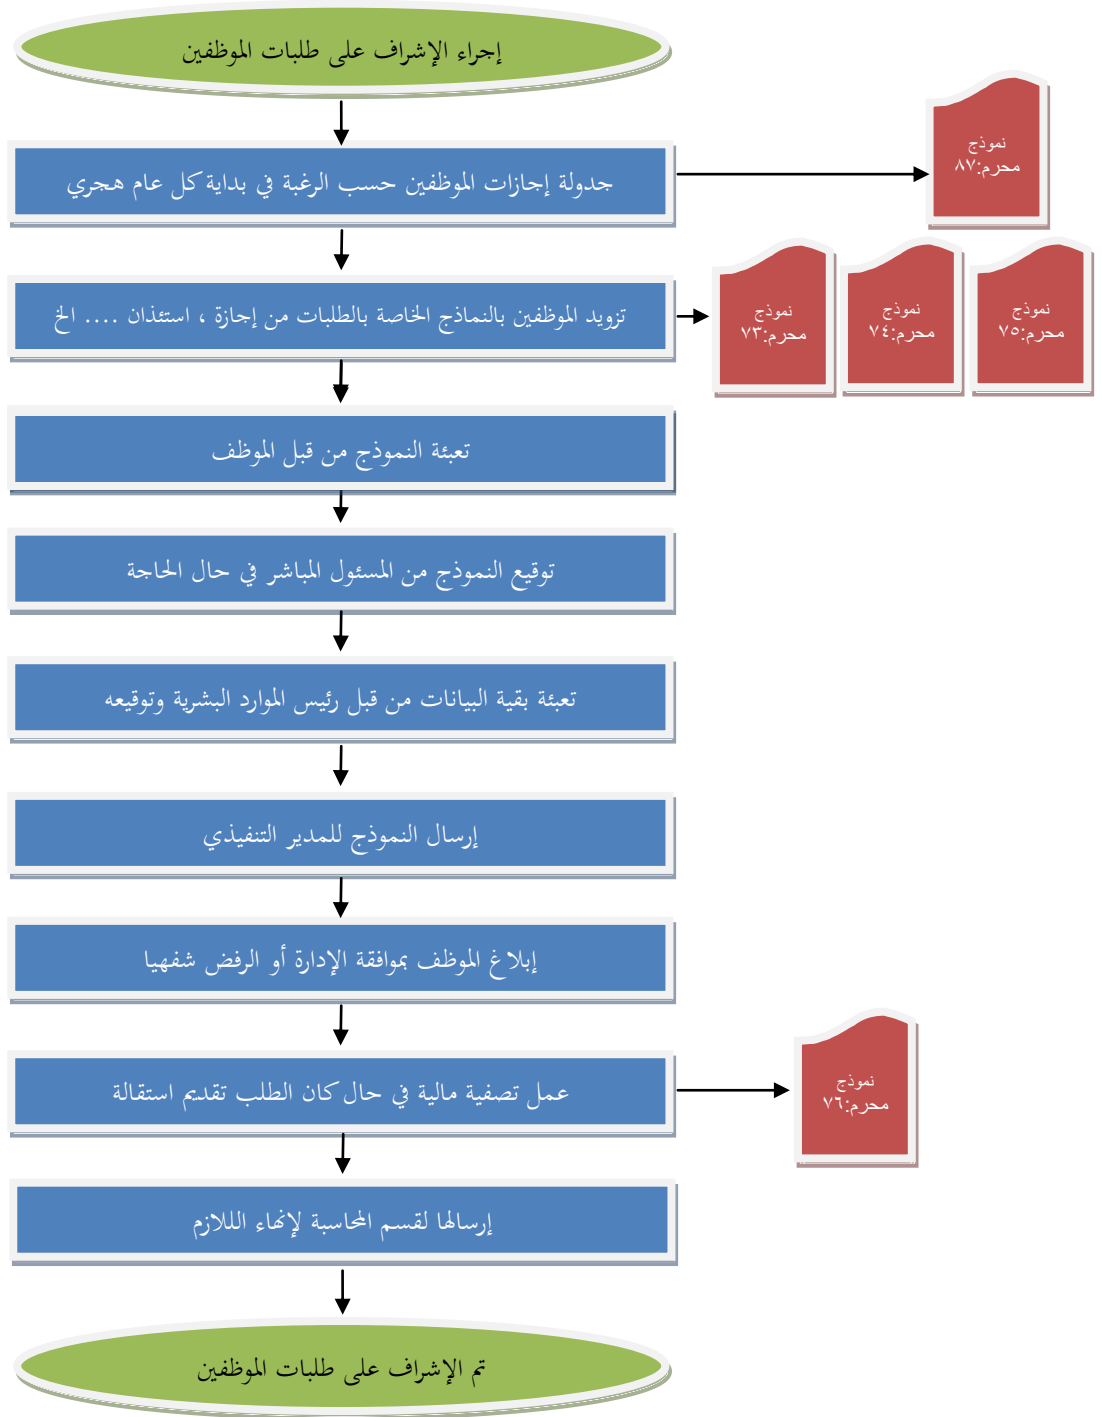 إجراء الإشراف على طلبات الموظفين
جدولة إجازات الموظفين حسب الرغبة في بداية كل عام هجري
نموذج
محرم:٨٧
تزويد الموظفين بالنماذج الخاصة بالطلبات من إجازة ، استئذان .... الخ
نموذج
محرم:٧٣
نموذج
محرم:٧٤
نموذج
محرم:٧٥
تعبئة النموذج من قبل الموظف
توقيع النموذج من المسئول المباشر في حال الحاجة
تعبئة بقية البيانات من قبل رئيس الموارد البشرية وتوقيعه
إرسال النموذج للمدير التنفيذي
إبلاغ الموظف بموافقة الإدارة أو الرفض شفهيا
عمل تصفية مالية في حال كان الطلب تقديم استقالة
نموذج
محرم:٧٦
إرسالها لقسم المحاسبة لإنهاء اللازم
تم الإشراف على طلبات الموظفين